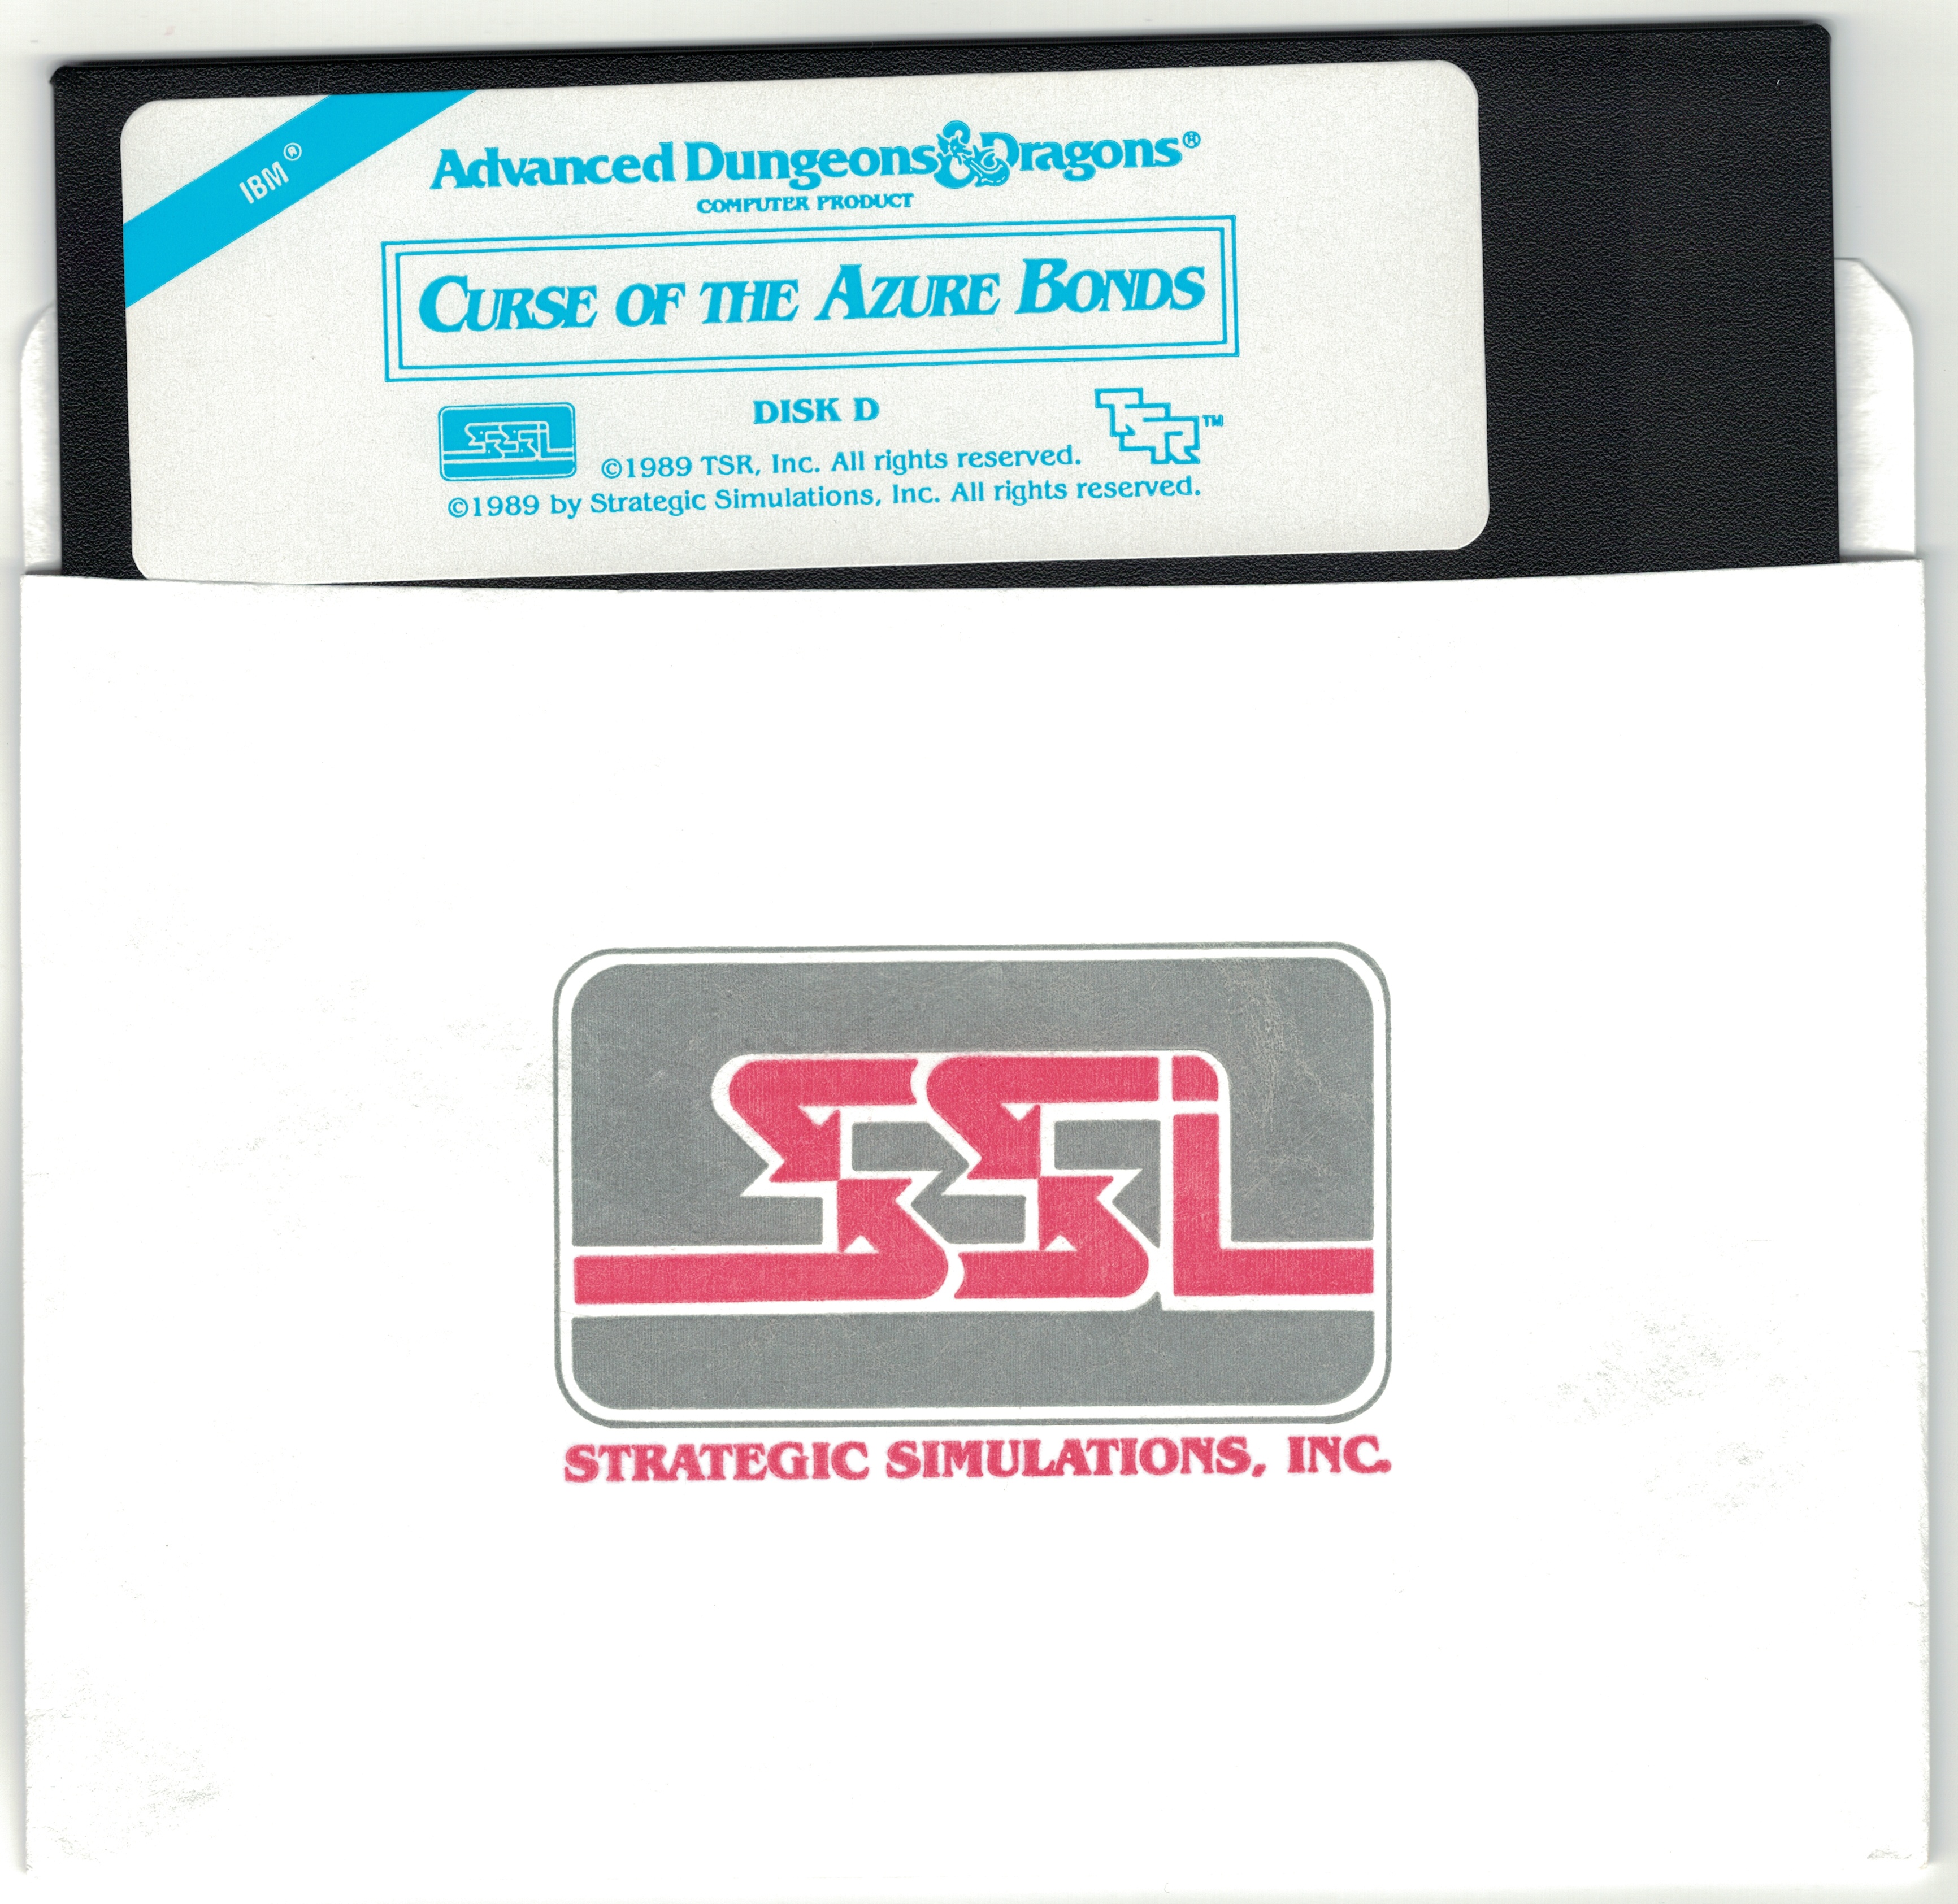 IBM®
Advanced Dungeons & Dragons®
COMPUTER PRODUCT
CURSE OF THE AZURE BONDS
DISK D
SSI
TSR™
©1989 TSR, Inc. All rights reserved.
©1989 by Strategic Simulations, Inc. All rights reserved.
SSI
STRATEGIC SIMULATIONS, INC.